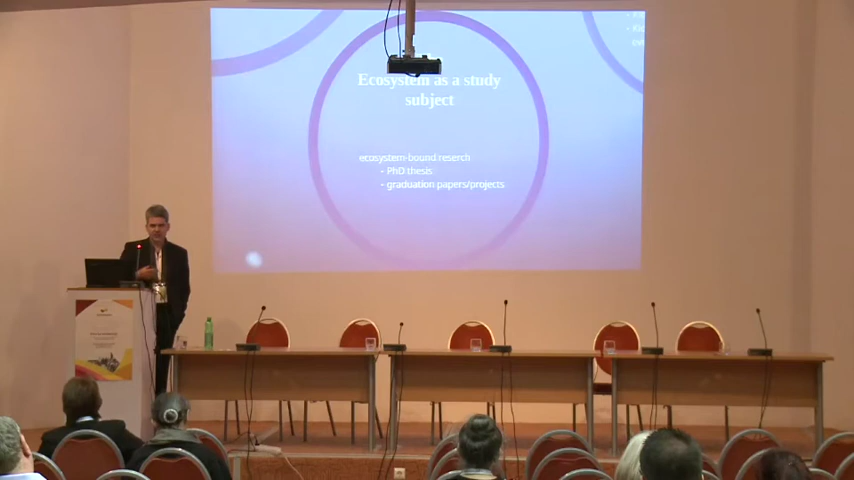 Ecosystem as a study
subject
ecosystem-bound reserch
- PhD thesis
- graduation papers/projects